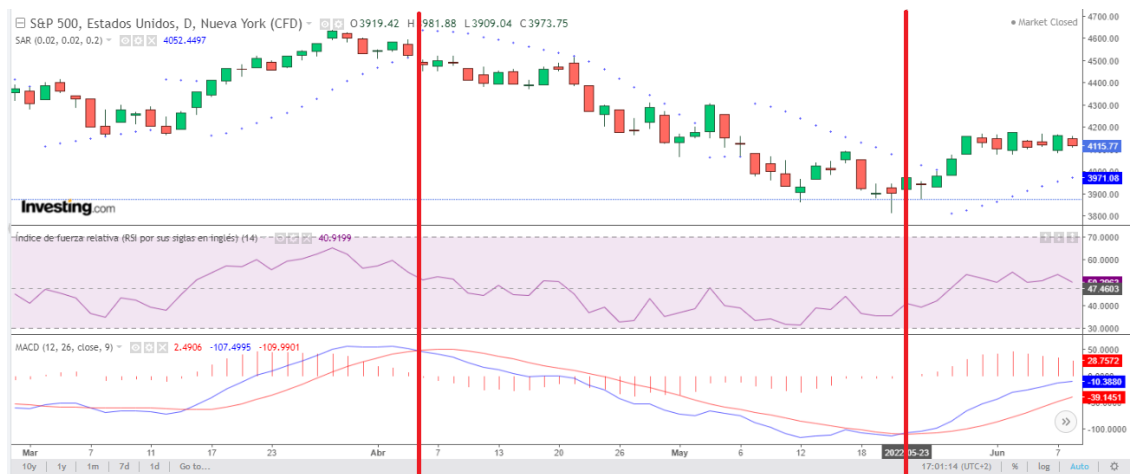 S&P 500, Estados Unidos, D, Nueva York (CFD) O3919.42 H3981.88 L3909.04 C3973.75
Market Closed
SAR (0.02, 0.02, 0.2) 4052.4497
4700.00
4600.00
4500.00
4400.00
4300.00
4200.00
4115.77
3971.08
3900.00
3800.00
Investing.com
Índice de fuerza relativa (RSI por sus siglas en inglés) (14) 40.9199
70.0000
60.0000
47.4603
40.0000
30.0000
MACD (12, 26, close, 9) 2.4906 -107.4995 -109.9901
50.0000
28.7572
-10.3880
-39.1451
-100.0000
Mar 7 11 17 23 Abr 7 13 20 26 May 6 12 18 2022-05-23 Jun 7
10y 1y 1m 7d 1d Go to... 17:01:14 (UTC+2) % log Auto